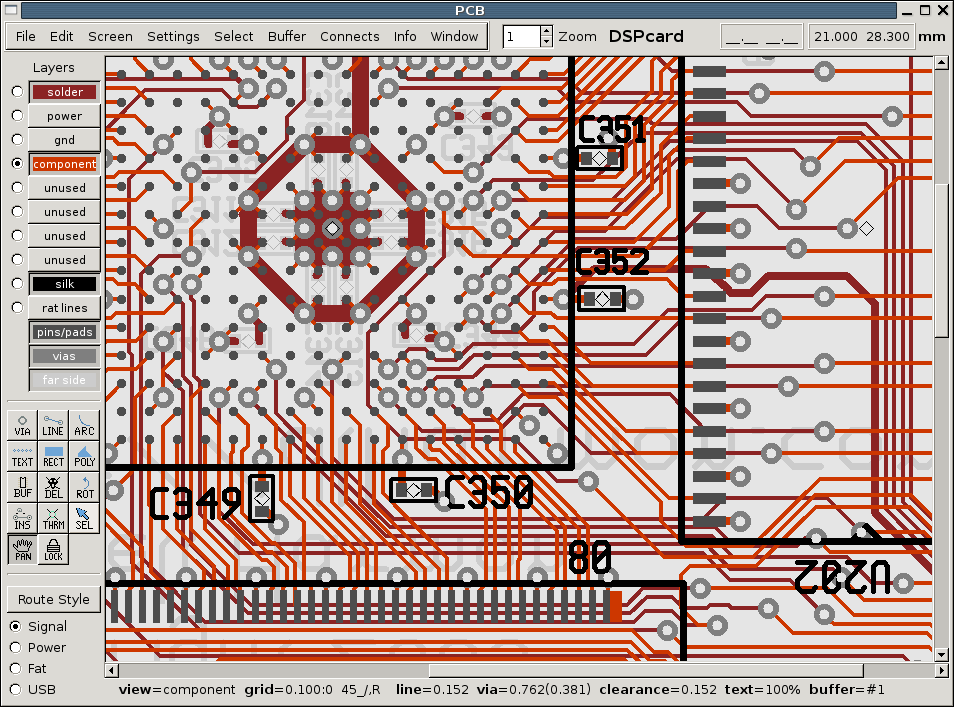 PCB
File Edit Screen Settings Select Buffer Connects Info Window 1 Zoom DSPcard __.__ __.__ 21.000 28.300 mm
Layers
solder
power
gnd
component
unused
unused
unused
unused
silk
rat lines
pins/pads
vias
far side
VIA LINE ARC
TEXT RECT POLY
BUF DEL ROT
INS THRM SEL
PAN LOCK
Route Style
Signal
Power
Fat
USB
C351
C352
C349
C350
80
U202
view=component grid=0.100:0 45_/,R line=0.152 via=0.762(0.381) clearance=0.152 text=100% buffer=#1